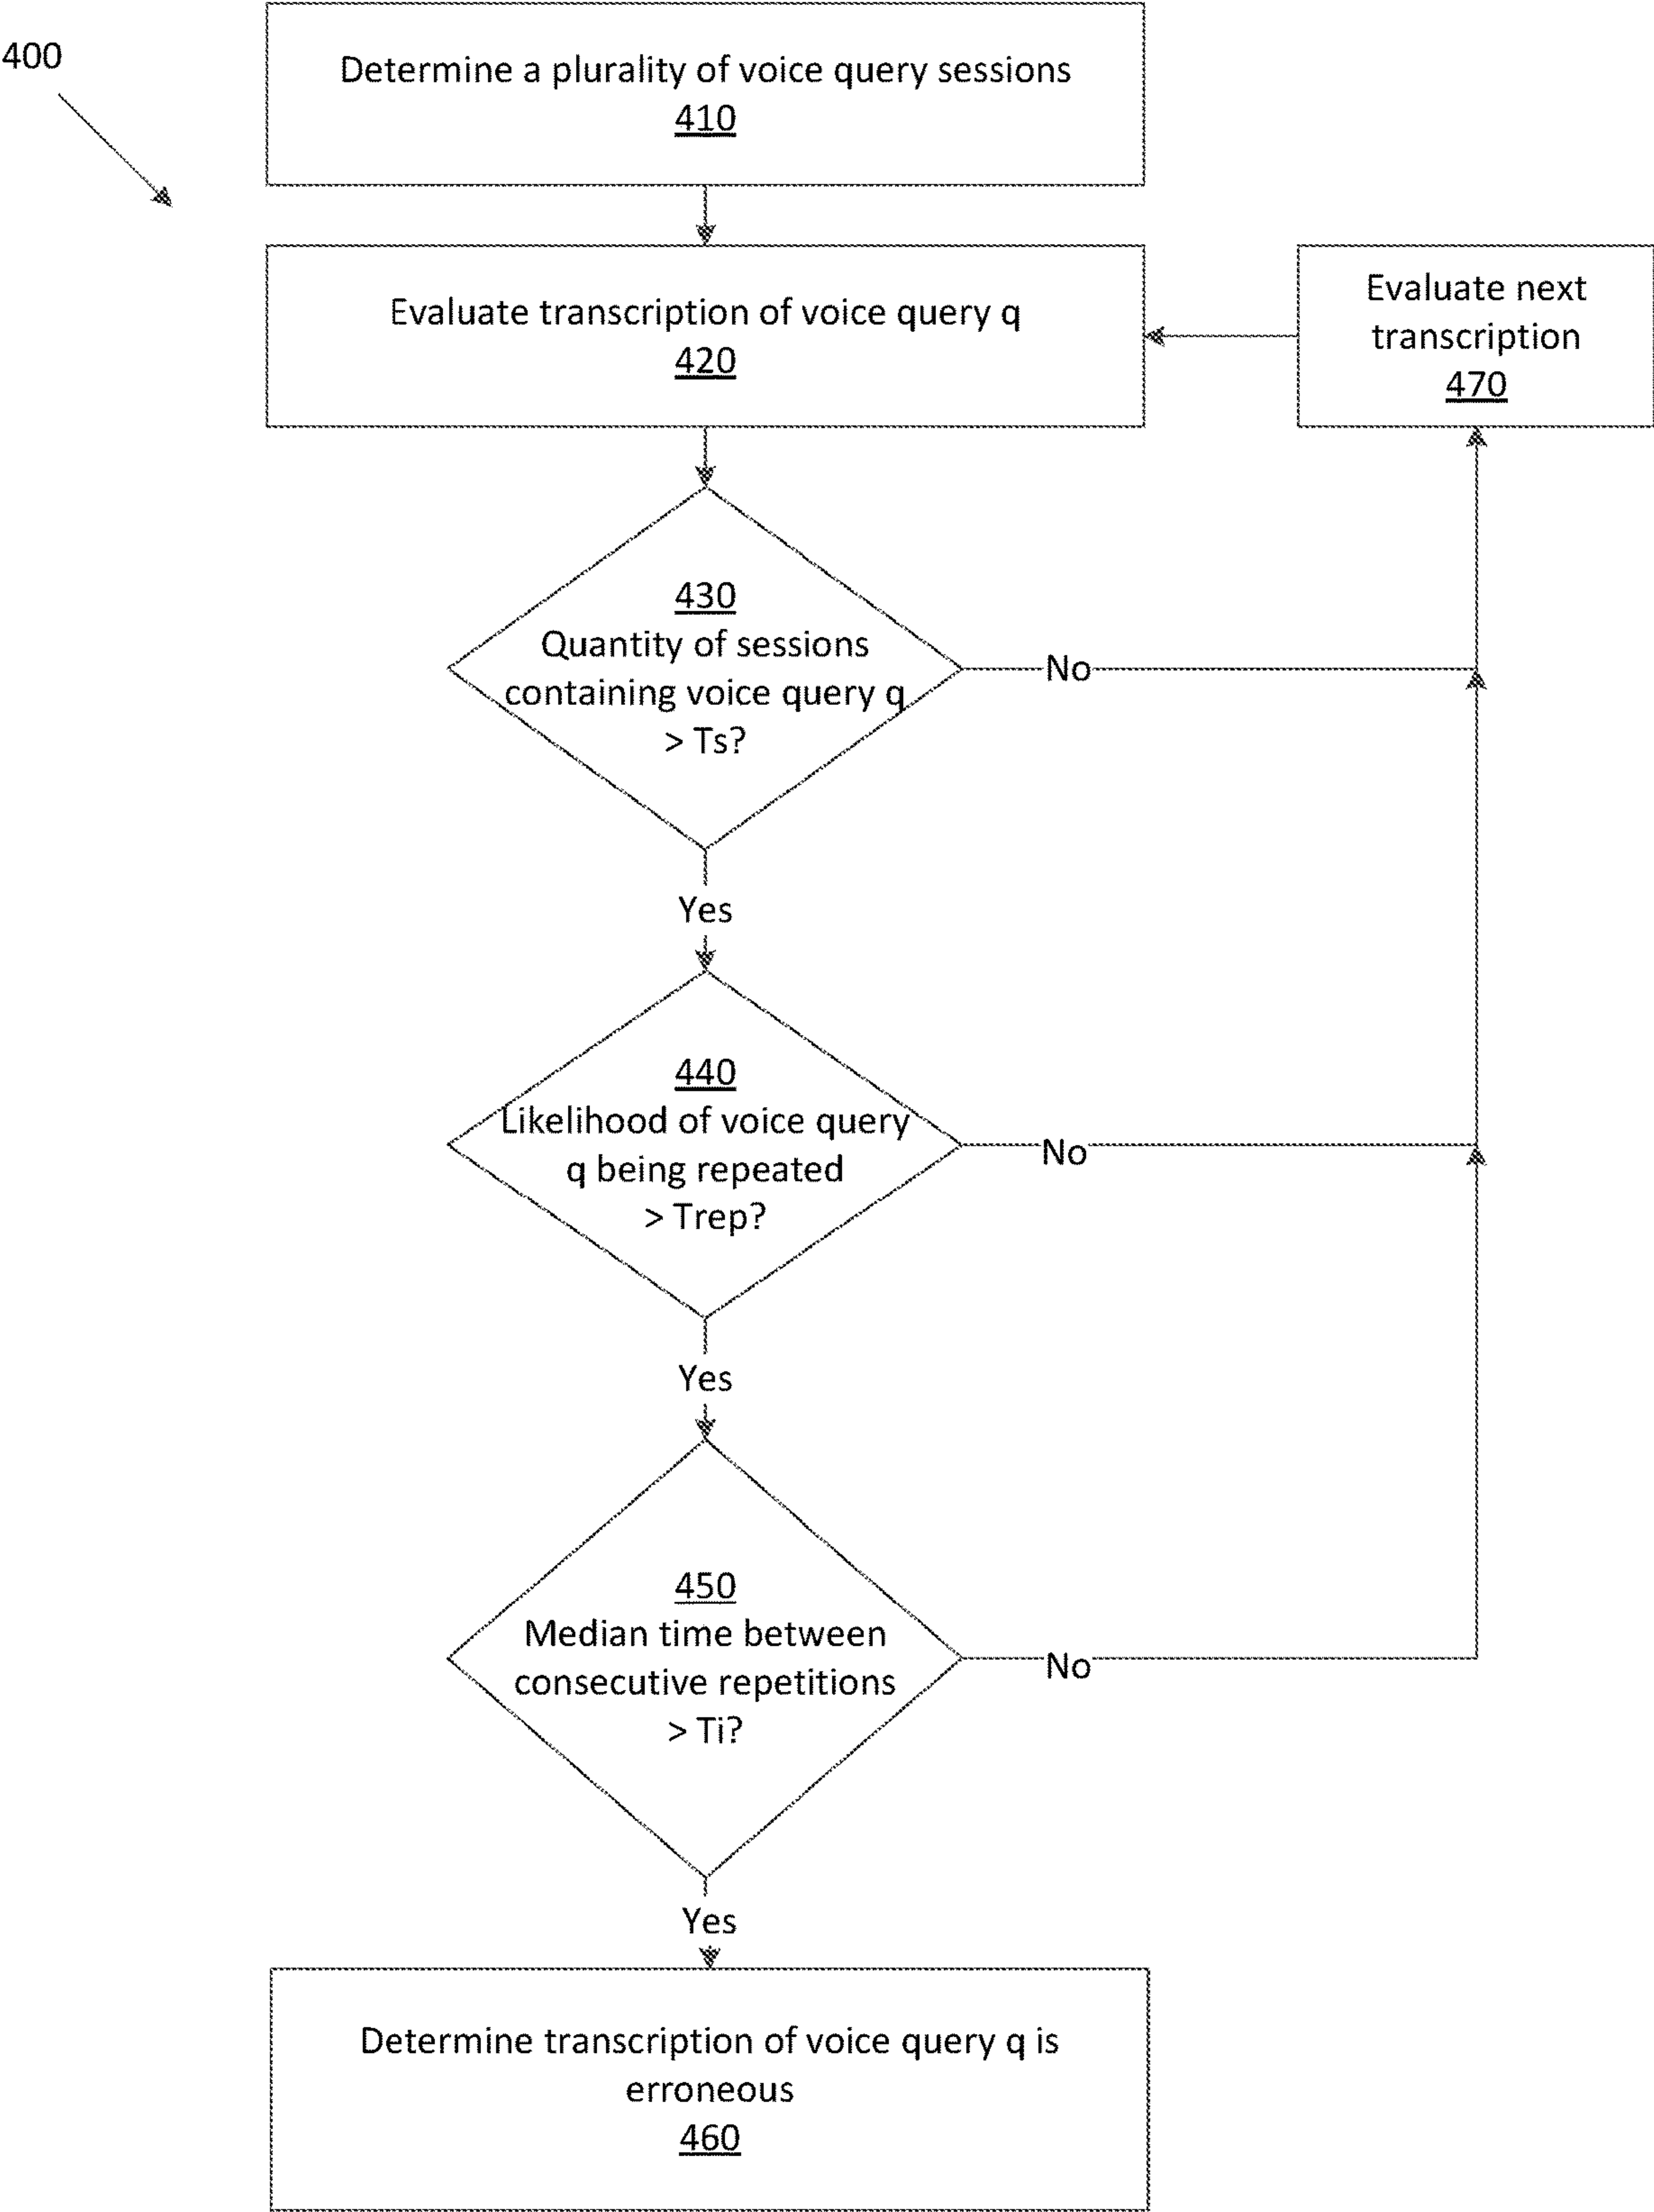 400
Determine a plurality of voice query sessions
410
Evaluate transcription of voice query q
420
Evaluate next
transcription
470
430
Quantity of sessions
containing voice query q
> Ts?
No
Yes
440
Likelihood of voice query
q being repeated
> Trep?
No
Yes
450
Median time between
consecutive repetitions
> Ti?
No
Yes
Determine transcription of voice query q is
erroneous
460